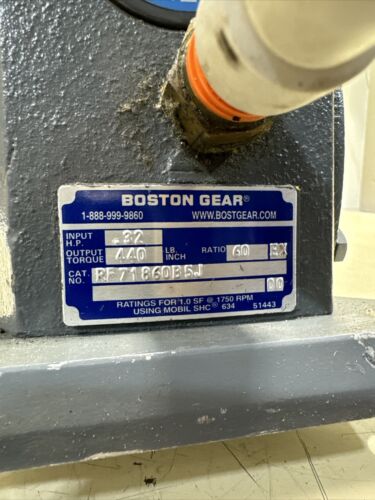 BOSTON GEAR®
1-888-999-9860 WWW.BOSTGEAR.COM
INPUT H.P. .32
OUTPUT TORQUE 440 LB. INCH RATIO 60 EX
CAT. NO. RF71860B5J
00
RATINGS FOR 1.0 SF @ 1750 RPM
USING MOBIL SHC® 634 51443